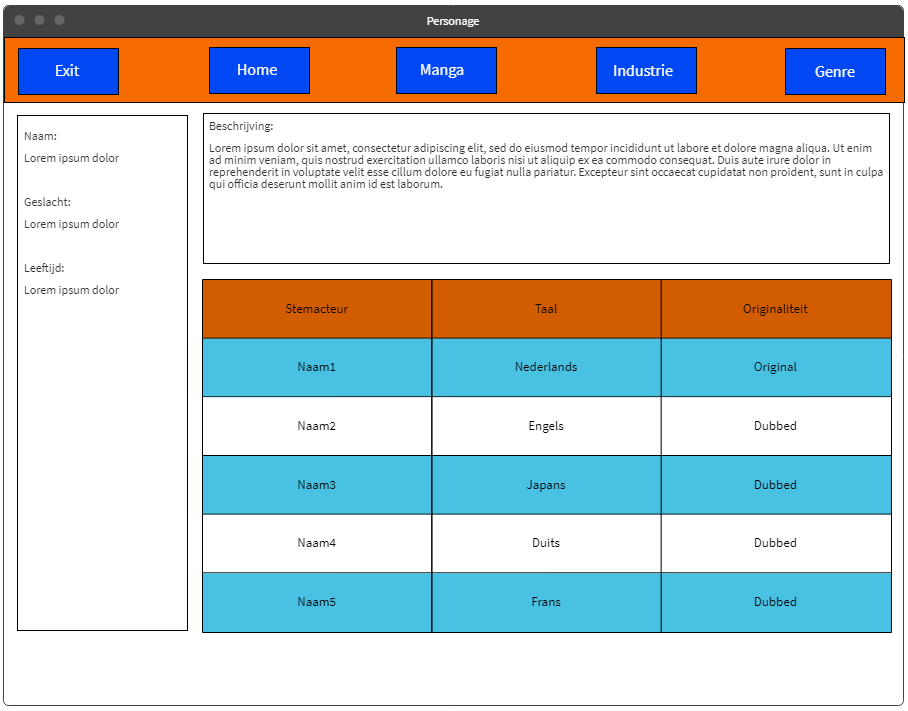 Personage
Exit
Home
Manga
Industrie
Genre
Naam:
Lorem ipsum dolor
Geslacht:
Lorem ipsum dolor
Leeftijd:
Lorem ipsum dolor
Beschrijving:
Lorem ipsum dolor sit amet, consectetur adipiscing elit, sed do eiusmod tempor incididunt ut labore et dolore magna aliqua. Ut enim
ad minim veniam, quis nostrud exercitation ullamco laboris nisi ut aliquip ex ea commodo consequat. Duis aute irure dolor in
reprehenderit in voluptate velit esse cillum dolore eu fugiat nulla pariatur. Excepteur sint occaecat cupidatat non proident, sunt in culpa
qui officia deserunt mollit anim id est laborum.
Stemacteur Taal Originaliteit
Naam1 Nederlands Original
Naam2 Engels Dubbed
Naam3 Japans Dubbed
Naam4 Duits Dubbed
Naam5 Frans Dubbed